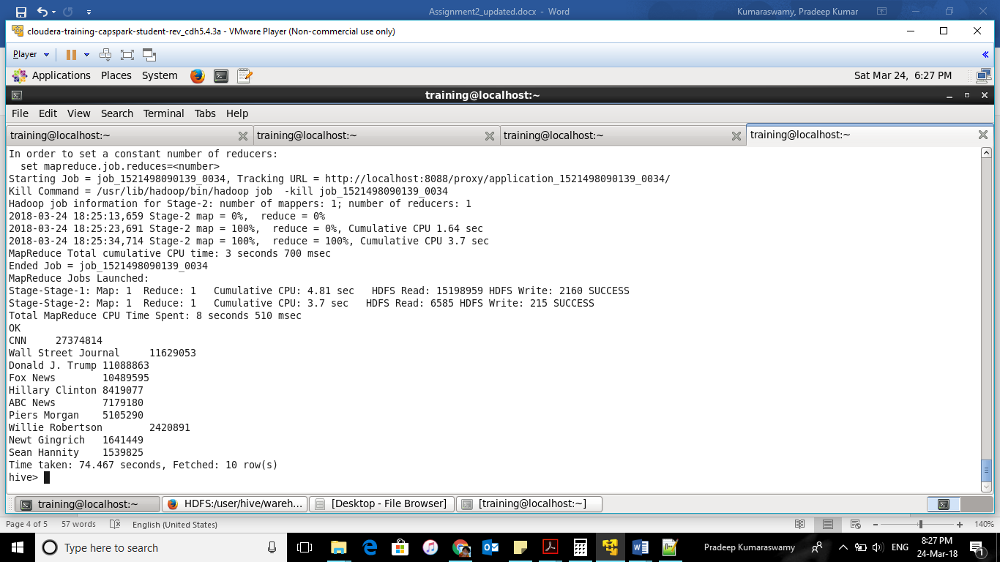 Assignment2_updated.docx - Word
Kumaraswamy, Pradeep Kumar
cloudera-training-capspark-student-rev_cdh5.4.3a - VMware Player (Non-commercial use only)
Player
Applications Places System
Sat Mar 24, 6:27 PM
training@localhost:~
File Edit View Search Terminal Tabs Help
training@localhost:~ training@localhost:~ training@localhost:~ training@localhost:~
In order to set a constant number of reducers:
  set mapreduce.job.reduces=<number>
Starting Job = job_1521498090139_0034, Tracking URL = http://localhost:8088/proxy/application_1521498090139_0034/
Kill Command = /usr/lib/hadoop/bin/hadoop job  -kill job_1521498090139_0034
Hadoop job information for Stage-2: number of mappers: 1; number of reducers: 1
2018-03-24 18:25:13,659 Stage-2 map = 0%,  reduce = 0%
2018-03-24 18:25:23,691 Stage-2 map = 100%,  reduce = 0%, Cumulative CPU 1.64 sec
2018-03-24 18:25:34,714 Stage-2 map = 100%,  reduce = 100%, Cumulative CPU 3.7 sec
MapReduce Total cumulative CPU time: 3 seconds 700 msec
Ended Job = job_1521498090139_0034
MapReduce Jobs Launched:
Stage-Stage-1: Map: 1  Reduce: 1   Cumulative CPU: 4.81 sec   HDFS Read: 15198959 HDFS Write: 2160 SUCCESS
Stage-Stage-2: Map: 1  Reduce: 1   Cumulative CPU: 3.7 sec   HDFS Read: 6585 HDFS Write: 215 SUCCESS
Total MapReduce CPU Time Spent: 8 seconds 510 msec
OK
CNN     27374814
Wall Street Journal     11629053
Donald J. Trump 11088863
Fox News        10489595
Hillary Clinton 8419077
ABC News        7179180
Piers Morgan    5105290
Willie Robertson        2420891
Newt Gingrich   1641449
Sean Hannity    1539825
Time taken: 74.467 seconds, Fetched: 10 row(s)
hive>
training@localhost:~ HDFS:/user/hive/wareh... [Desktop - File Browser] [training@localhost:~]
Page 4 of 5 57 words English (United States) 140%
Type here to search
Pradeep Kumaraswamy
ENG
8:27 PM
24-Mar-18
1